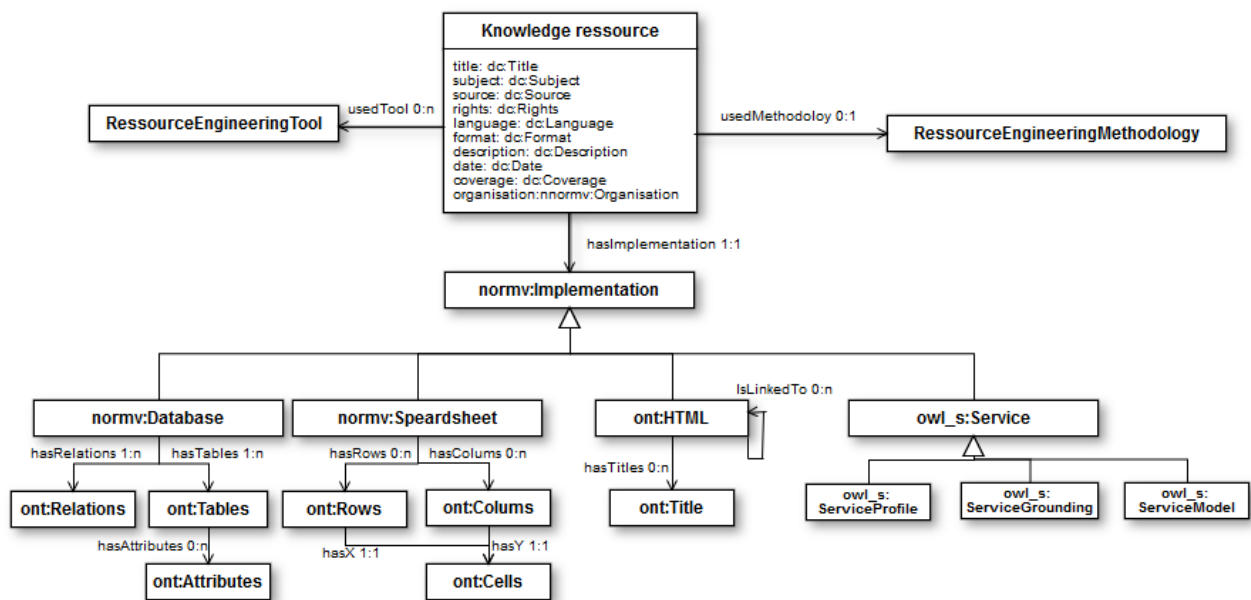 Knowledge ressource
title: dc:Title
subject: dc:Subject
source: dc:Source
rights: dc:Rights
language: dc:Language
format: dc:Format
description: dc:Description
date: dc:Date
coverage: dc:Coverage
organisation:nnormv:Organisation
usedTool 0:n
RessourceEngineeringTool
usedMethodoloy 0:1
RessourceEngineeringMethodology
hasImplementation 1:1
normv:Implementation
IsLinkedTo 0:n
normv:Database
normv:Speardsheet
ont:HTML
owl_s:Service
hasRelations 1:n
hasTables 1:n
hasRows 0:n
hasColums 0:n
hasTitles 0:n
ont:Relations
ont:Tables
ont:Rows
ont:Colums
ont:Title
owl_s:
ServiceProfile
owl_s:
ServiceGrounding
owl_s:
ServiceModel
hasAttributes 0:n
hasX 1:1
hasY 1:1
ont:Attributes
ont:Cells